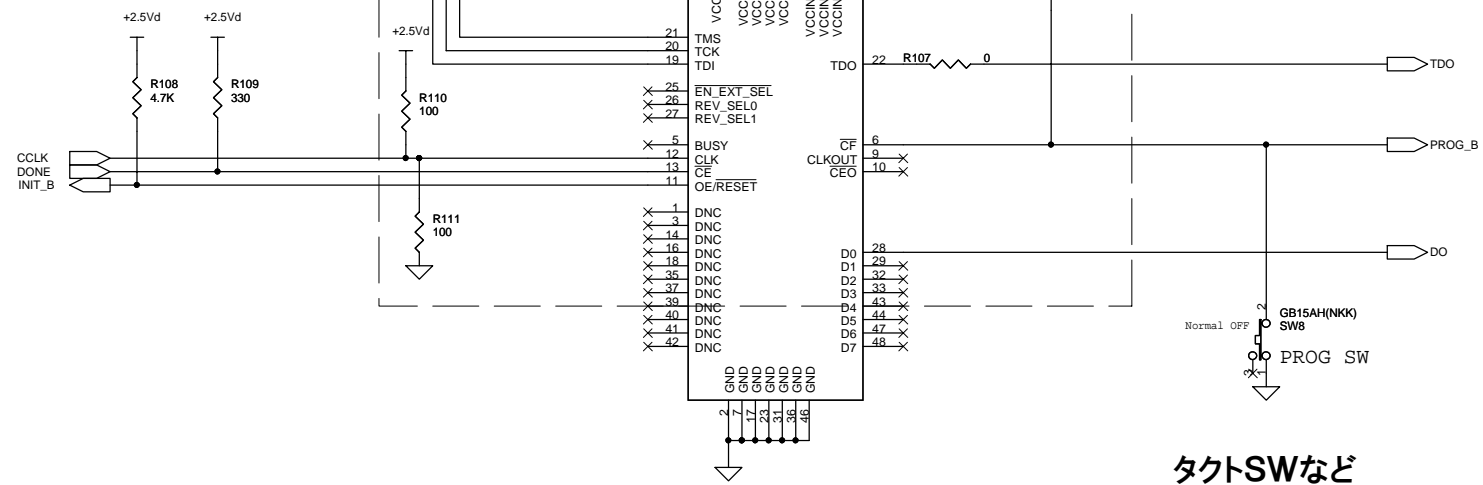 +2.5Vd
+2.5Vd
+2.5Vd
R108
4.7K
R109
330
R110
100
R111
100
CCLK
DONE
INIT_B
21 TMS
20 TCK
19 TDI
25 EN_EXT_SEL
26 REV_SEL0
27 REV_SEL1
5 BUSY
12 CLK
13 CE
11 OE/RESET
1 DNC
3 DNC
14 DNC
16 DNC
18 DNC
35 DNC
37 DNC
39 DNC
40 DNC
41 DNC
42 DNC
TDO 22
R107 0
TDO
CF 6
CLKOUT 9
CEO 10
PROG_B
D0 28
D1 29
D2 32
D3 33
D4 43
D5 44
D6 47
D7 48
DO
GND GND GND GND GND GND GND
2 7 17 23 31 36 46
2
GB15AH(NKK)
SW8
Normal OFF
PROG SW
3 1
タクトSWなど